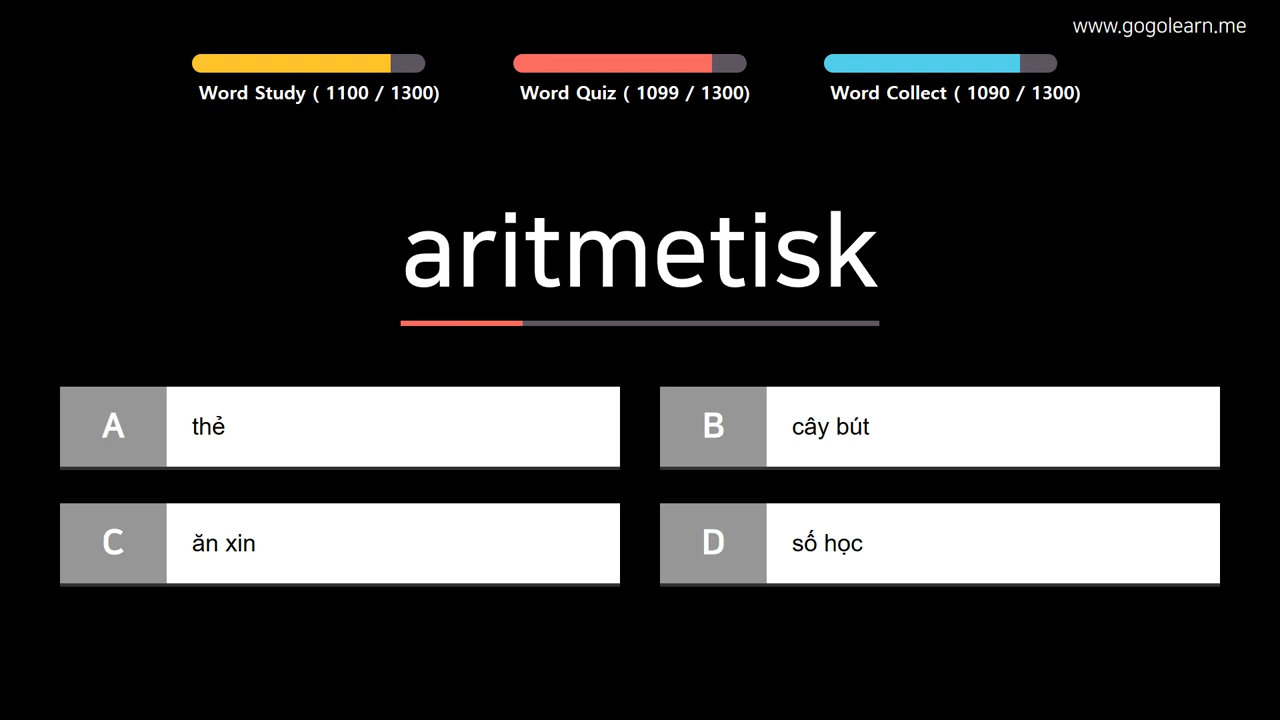 www.gogolearn.me
Word Study ( 1100 / 1300)
Word Quiz ( 1099 / 1300)
Word Collect ( 1090 / 1300)
aritmetisk
A thẻ
B cây bút
C ăn xin
D số học